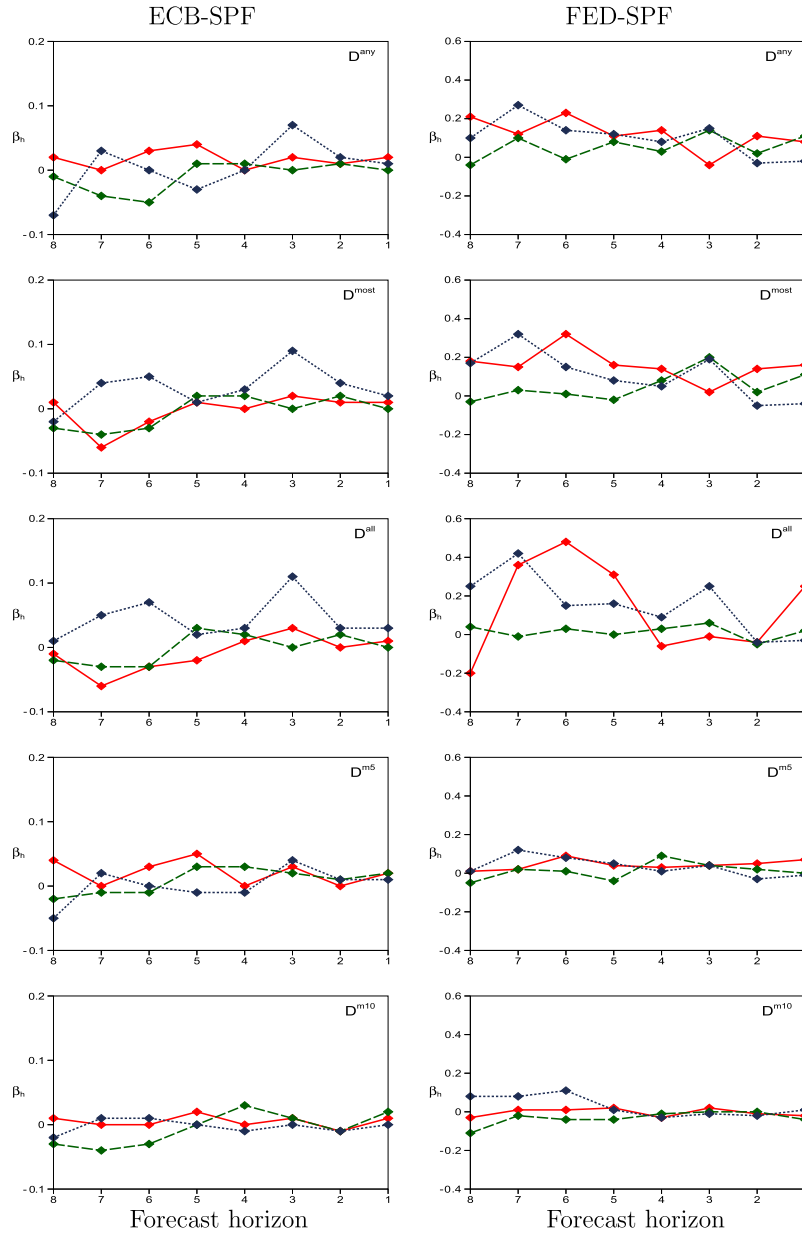 ECB-SPF FED-SPF
D^any D^any
0.2 0.6
0.4
0.1
0.2
β_h β_h
0 0
-0.2
-0.1 -0.4
8 7 6 5 4 3 2 1 8 7 6 5 4 3 2
D^most D^most
0.2 0.6
0.4
0.1
0.2
β_h β_h
0 0
-0.2
-0.1 -0.4
8 7 6 5 4 3 2 1 8 7 6 5 4 3 2
D^all D^all
0.2 0.6
0.4
0.1
0.2
β_h β_h
0 0
-0.2
-0.1 -0.4
8 7 6 5 4 3 2 1 8 7 6 5 4 3 2
D^m5 D^m5
0.2 0.6
0.4
0.1
0.2
β_h β_h
0 0
-0.2
-0.1 -0.4
8 7 6 5 4 3 2 1 8 7 6 5 4 3 2
D^m10 D^m10
0.2 0.6
0.4
0.1
0.2
β_h β_h
0 0
-0.2
-0.1 -0.4
8 7 6 5 4 3 2 1 8 7 6 5 4 3 2
Forecast horizon Forecast horizon